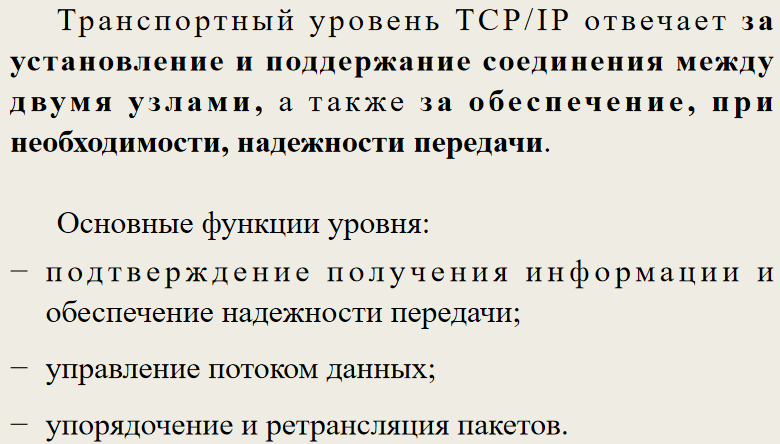 Транспортный уровень TCP/IP отвечает за
установление и поддержание соединения между
двумя узлами, а также за обеспечение, при
необходимости, надежности передачи.
Основные функции уровня:
− подтверждение получения информации и
обеспечение надежности передачи;
− управление потоком данных;
− упорядочение и ретрансляция пакетов.